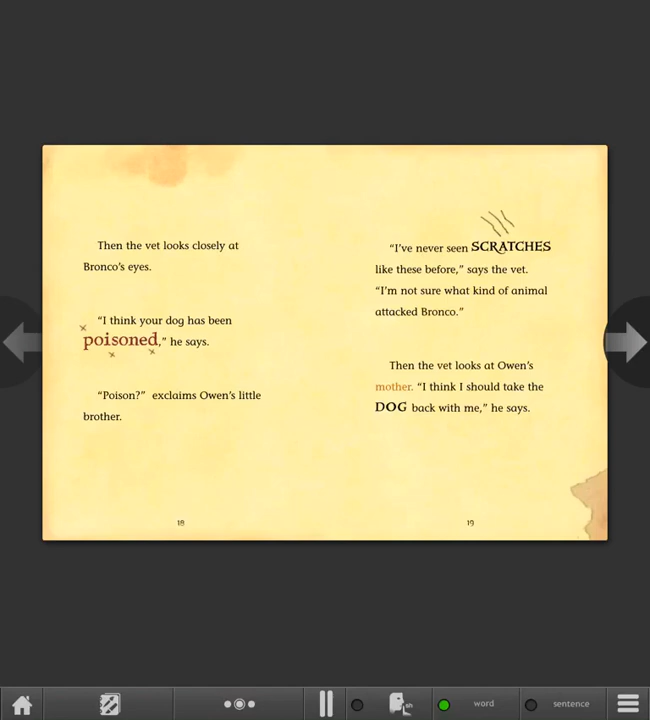 Then the vet looks closely at
Bronco’s eyes.
“I think your dog has been
poisoned,” he says.
“Poison?”  exclaims Owen’s little
brother.
18
“I’ve never seen SCRATCHES
like these before,” says the vet.
“I’m not sure what kind of animal
attacked Bronco.”
Then the vet looks at Owen’s
mother. “I think I should take the
DOG back with me,” he says.
19
sh
word
sentence